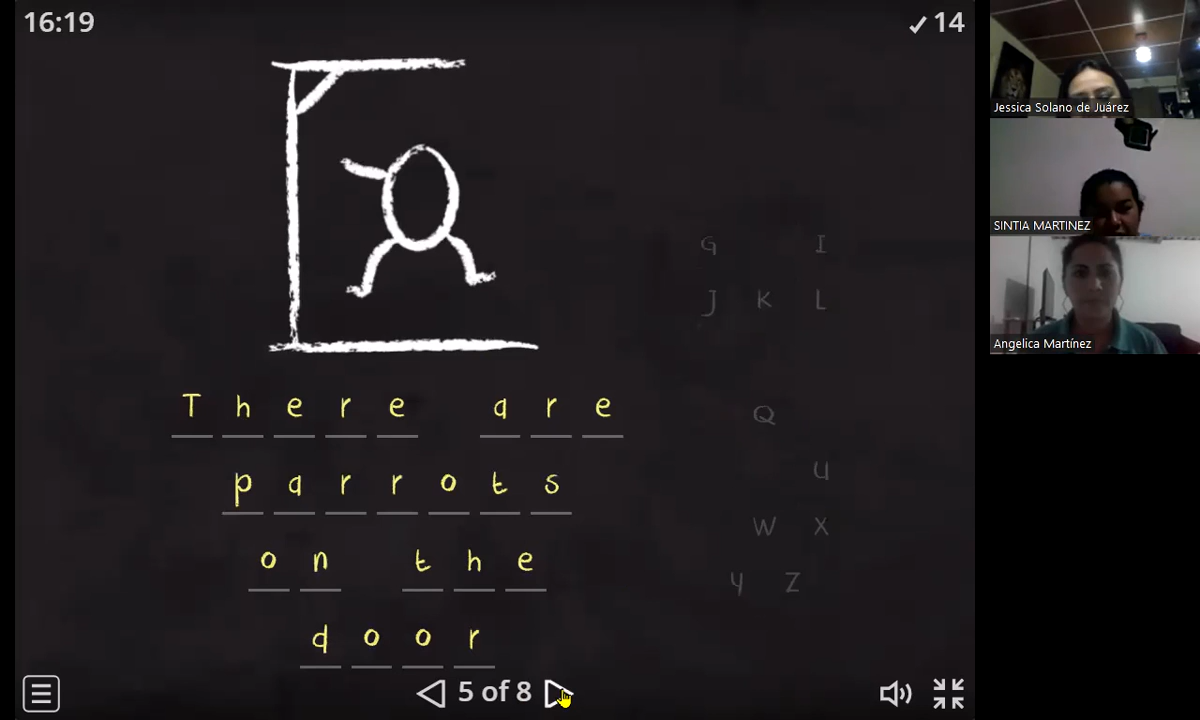 16:19
✓ 14
G I
J K L
Q
U
W X
Y Z
There are
parrots
on the
door
5 of 8
Jessica Solano de Juárez
SINTIA MARTINEZ
Angelica Martínez